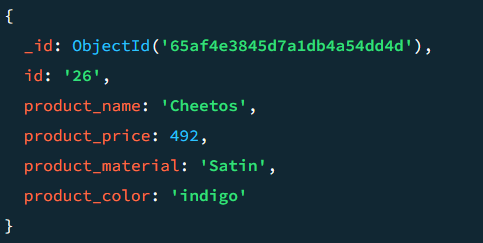 {
_id: ObjectId('65af4e3845d7a1db4a54dd4d'),
id: '26',
product_name: 'Cheetos',
product_price: 492,
product_material: 'Satin',
product_color: 'indigo'
}